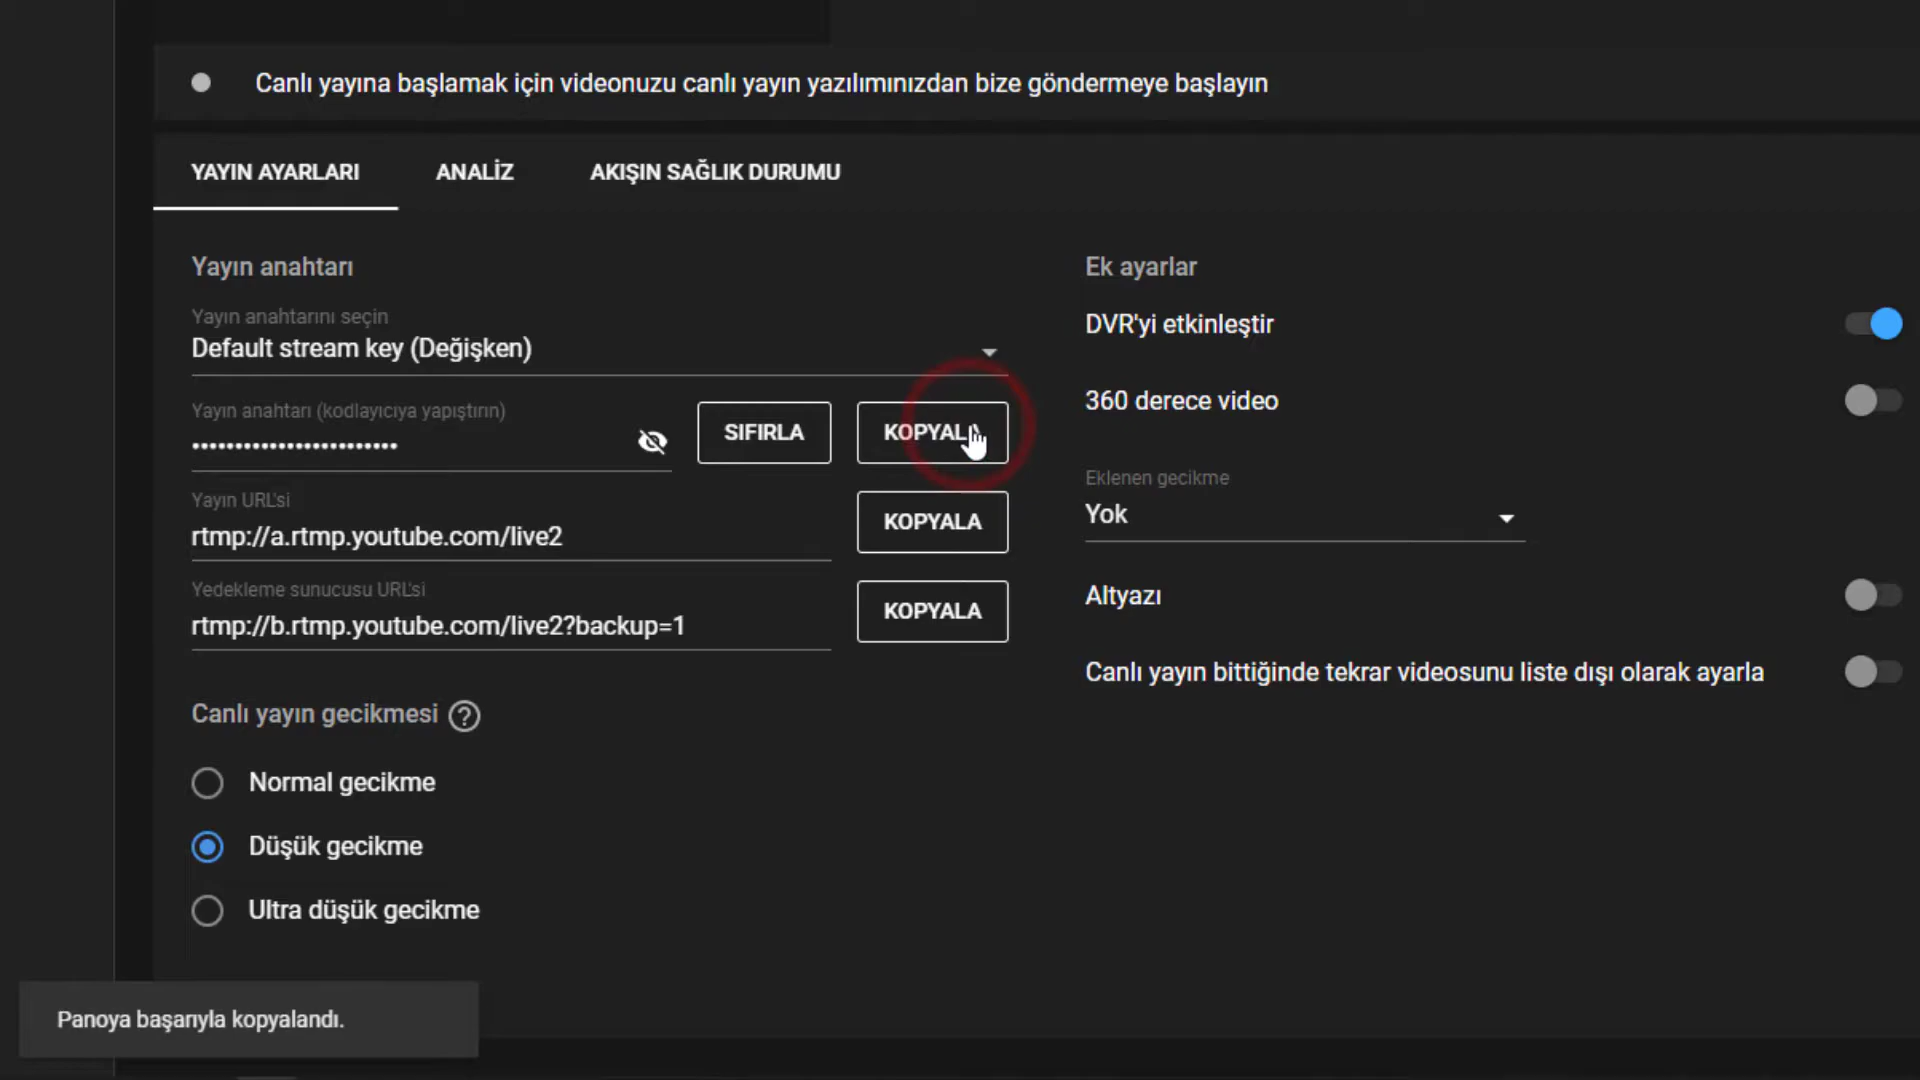 Canlı yayına başlamak için videonuzu canlı yayın yazılımınızdan bize göndermeye başlayın
YAYIN AYARLARI
ANALİZ
AKIŞIN SAĞLIK DURUMU
Yayın anahtarı
Yayın anahtarını seçin
Default stream key (Değişken)
Yayın anahtarı (kodlayıcıya yapıştırın)
••••••••••••••••••••••••
SIFIRLA
KOPYALA
Yayın URL'si
rtmp://a.rtmp.youtube.com/live2
KOPYALA
Yedekleme sunucusu URL'si
rtmp://b.rtmp.youtube.com/live2?backup=1
KOPYALA
Canlı yayın gecikmesi
Normal gecikme
Düşük gecikme
Ultra düşük gecikme
Ek ayarlar
DVR'yi etkinleştir
360 derece video
Eklenen gecikme
Yok
Altyazı
Canlı yayın bittiğinde tekrar videosunu liste dışı olarak ayarla
Panoya başarıyla kopyalandı.